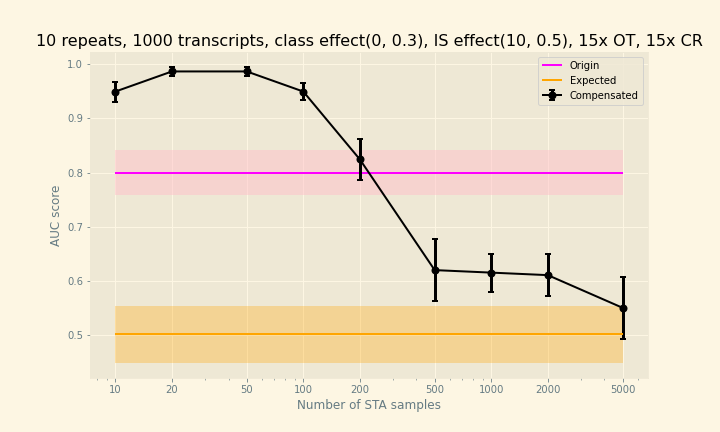 10 repeats, 1000 transcripts, class effect(0, 0.3), IS effect(10, 0.5), 15x OT, 15x CR
Origin
Expected
Compensated
1.0
0.9
0.8
0.7
0.6
0.5
AUC score
10 20 50 100 200 500 1000 2000 5000
Number of STA samples